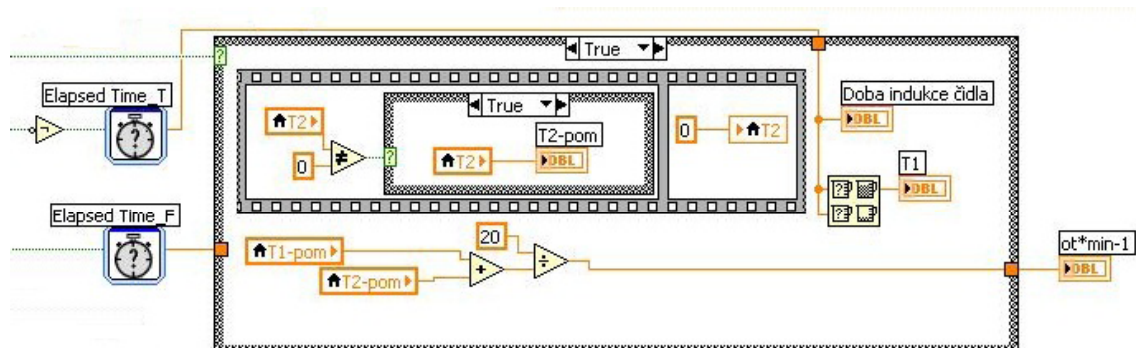 True
Elapsed Time_T
True
T2
0
T2-pom
T2
DBL
0
T2
Doba indukce čidla
DBL
T1
DBL
Elapsed Time_F
T1-pom
T2-pom
20
ot*min-1
DBL